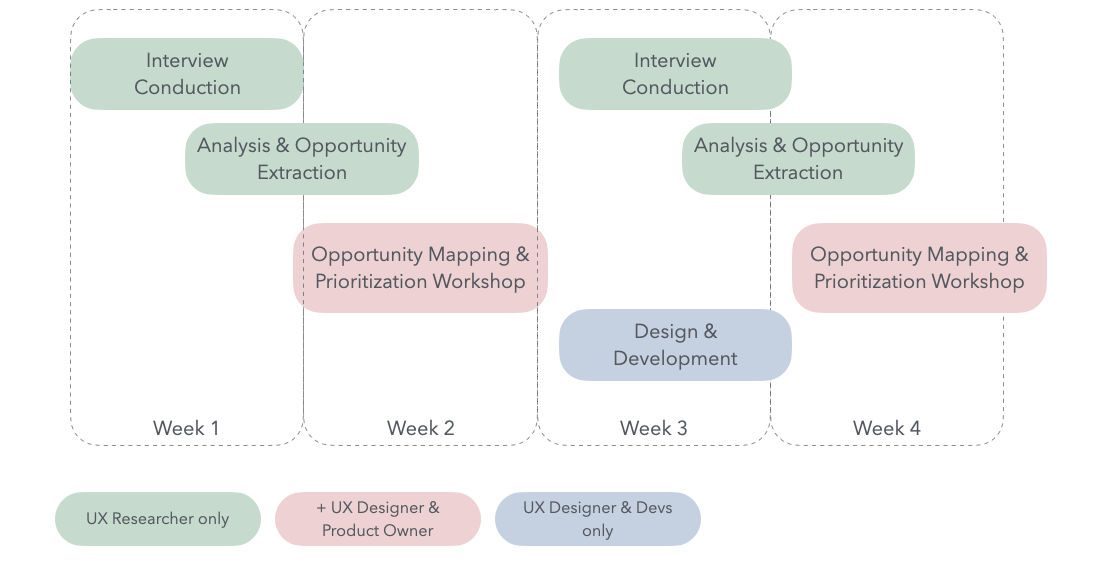 Interview
Conduction
Interview
Conduction
Analysis & Opportunity
Extraction
Analysis & Opportunity
Extraction
Opportunity Mapping &
Prioritization Workshop
Opportunity Mapping &
Prioritization Workshop
Design &
Development
Week 1
Week 2
Week 3
Week 4
UX Researcher only
+ UX Designer &
Product Owner
UX Designer & Devs
only